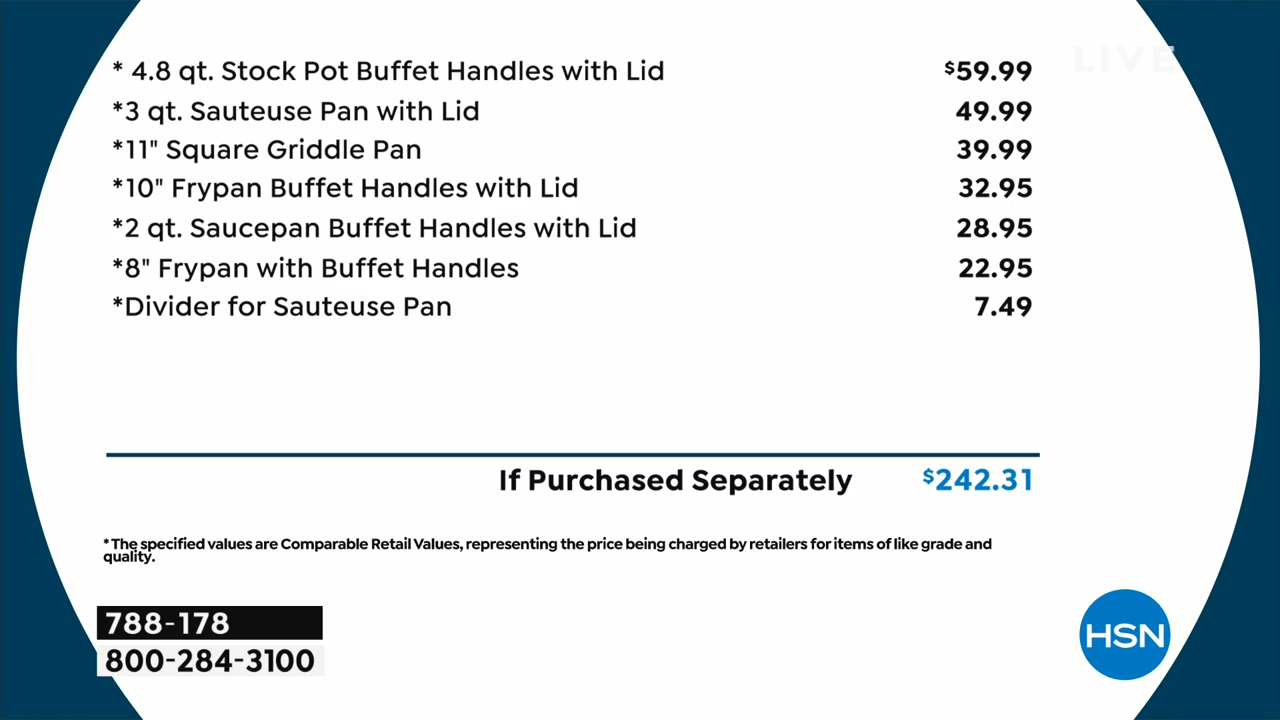 LIVE
* 4.8 qt. Stock Pot Buffet Handles with Lid $59.99
*3 qt. Sauteuse Pan with Lid 49.99
*11" Square Griddle Pan 39.99
*10" Frypan Buffet Handles with Lid 32.95
*2 qt. Saucepan Buffet Handles with Lid 28.95
*8" Frypan with Buffet Handles 22.95
*Divider for Sauteuse Pan 7.49
If Purchased Separately $242.31
*The specified values are Comparable Retail Values, representing the price being charged by retailers for items of like grade and
quality.
788-178
800-284-3100
HSN